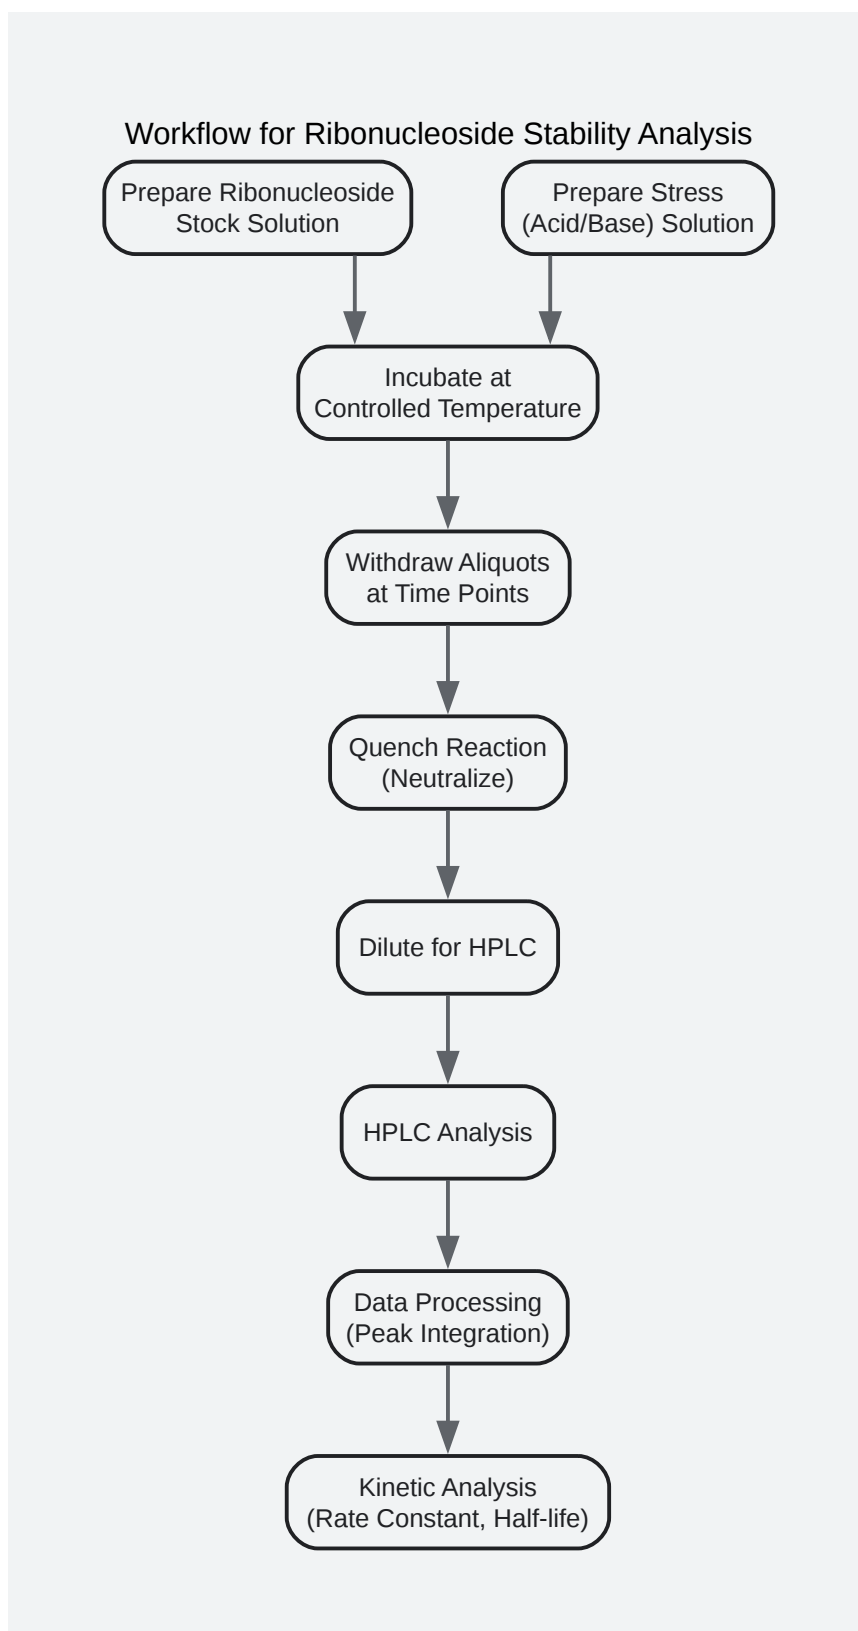 Workflow for Ribonucleoside Stability Analysis
Prepare Ribonucleoside
Stock Solution
Prepare Stress
(Acid/Base) Solution
Incubate at
Controlled Temperature
Withdraw Aliquots
at Time Points
Quench Reaction
(Neutralize)
Dilute for HPLC
HPLC Analysis
Data Processing
(Peak Integration)
Kinetic Analysis
(Rate Constant, Half-life)